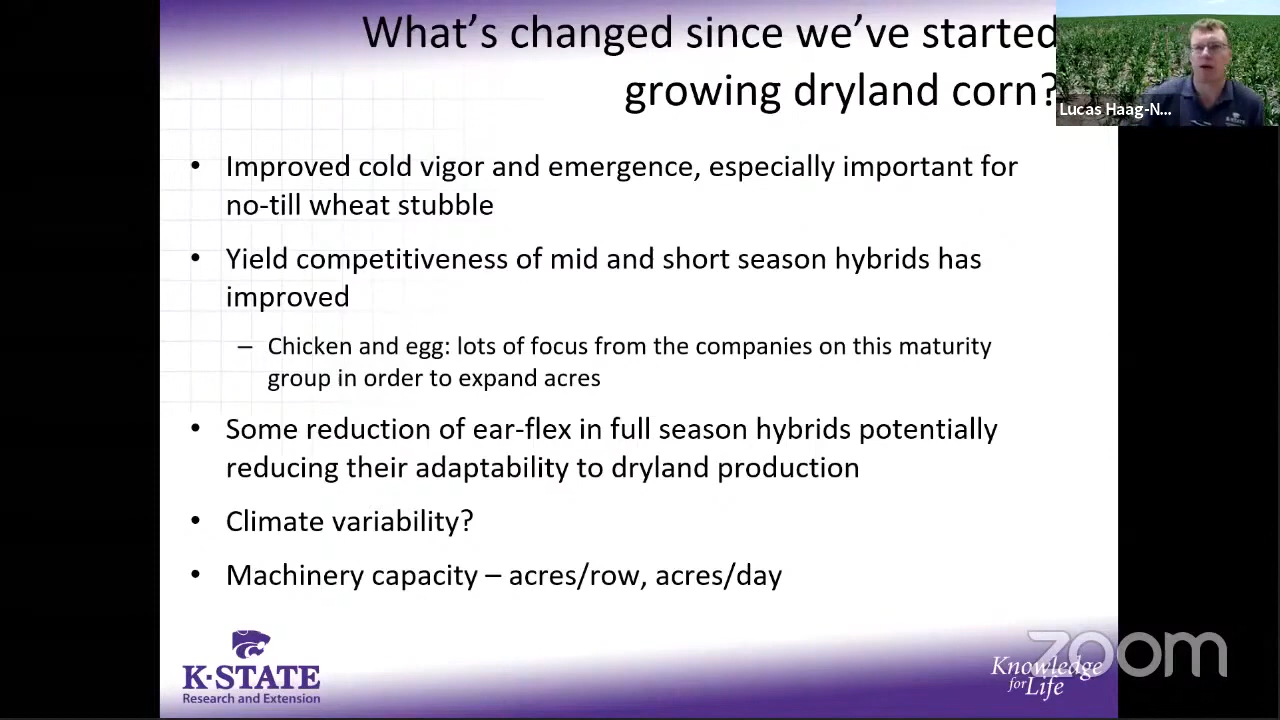 What's changed since we've started
growing dryland corn?
Lucas Haag-N...
• Improved cold vigor and emergence, especially important for
no-till wheat stubble
• Yield competitiveness of mid and short season hybrids has
improved
– Chicken and egg: lots of focus from the companies on this maturity
group in order to expand acres
• Some reduction of ear-flex in full season hybrids potentially
reducing their adaptability to dryland production
• Climate variability?
• Machinery capacity – acres/row, acres/day
K-STATE
Research and Extension
Knowledge
for Life
zoom
K-STATE